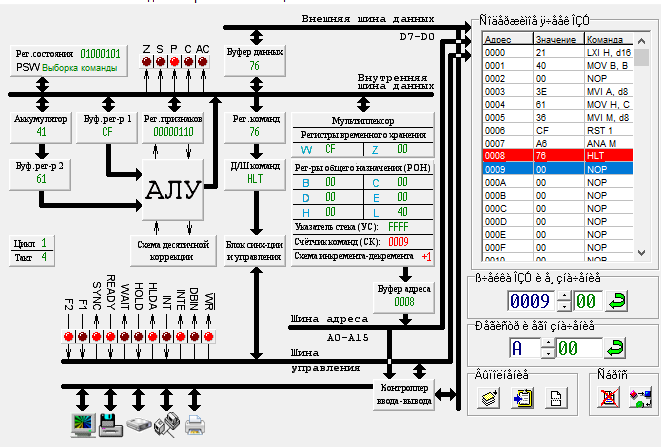 Внешняя шина данных
D7-D0
Ñîäåðæèìîå ÿ÷ååê ÎÇÓ
Рег.состояния 01000101
PSW Выборка команды
Z S P C AC
Буфер данных
76
Внутренняя
шина данных
Аккумулятор
41
Буф.рег-р 1
CF
Рег.признаков
00000110
Рег.команд
76
Мультиплексор
Регистры временного хранения
W CF Z 00
Буф.рег-р 2
61
АЛУ
ДШ команд
HLT
Рег-ры общего назначения (РОН)
B 00 C 00
D 00 E 00
H 00 L 40
Указатель стека (УС): FFFF
Счётчик команд (СК): 0009
Схема инкремента-декремента +1
Цикл 1
Такт 4
Схема десятичной
коррекции
Блок синх-ции
и управления
Буфер адреса
0008
Адрес Значение Команда
0000 21 LXI H, d16
0001 40 MOV B, B
0002 00 NOP
0003 3E MVI A, d8
0004 61 MOV H, C
0005 36 MVI M, d8
0006 CF RST 1
0007 A6 ANA M
0008 76 HLT
0009 00 NOP
000A 00 NOP
000B 00 NOP
000C 00 NOP
000D 00 NOP
000E 00 NOP
000F 00 NOP
0010 00 NOP
F2 F1 SYNC READY WAIT HOLD HLDA INT INTE DBIN WR
Шина адреса
A0-A15
Шина
управления
Контроллер
ввода-вывода
ß÷åéêà ÎÇÓ è å¸ çíà÷åíèå
0009 00
Ðåãèñòð è åãî çíà÷åíèå
A 00
Âûïîëíåíèå
Ñáðîñ